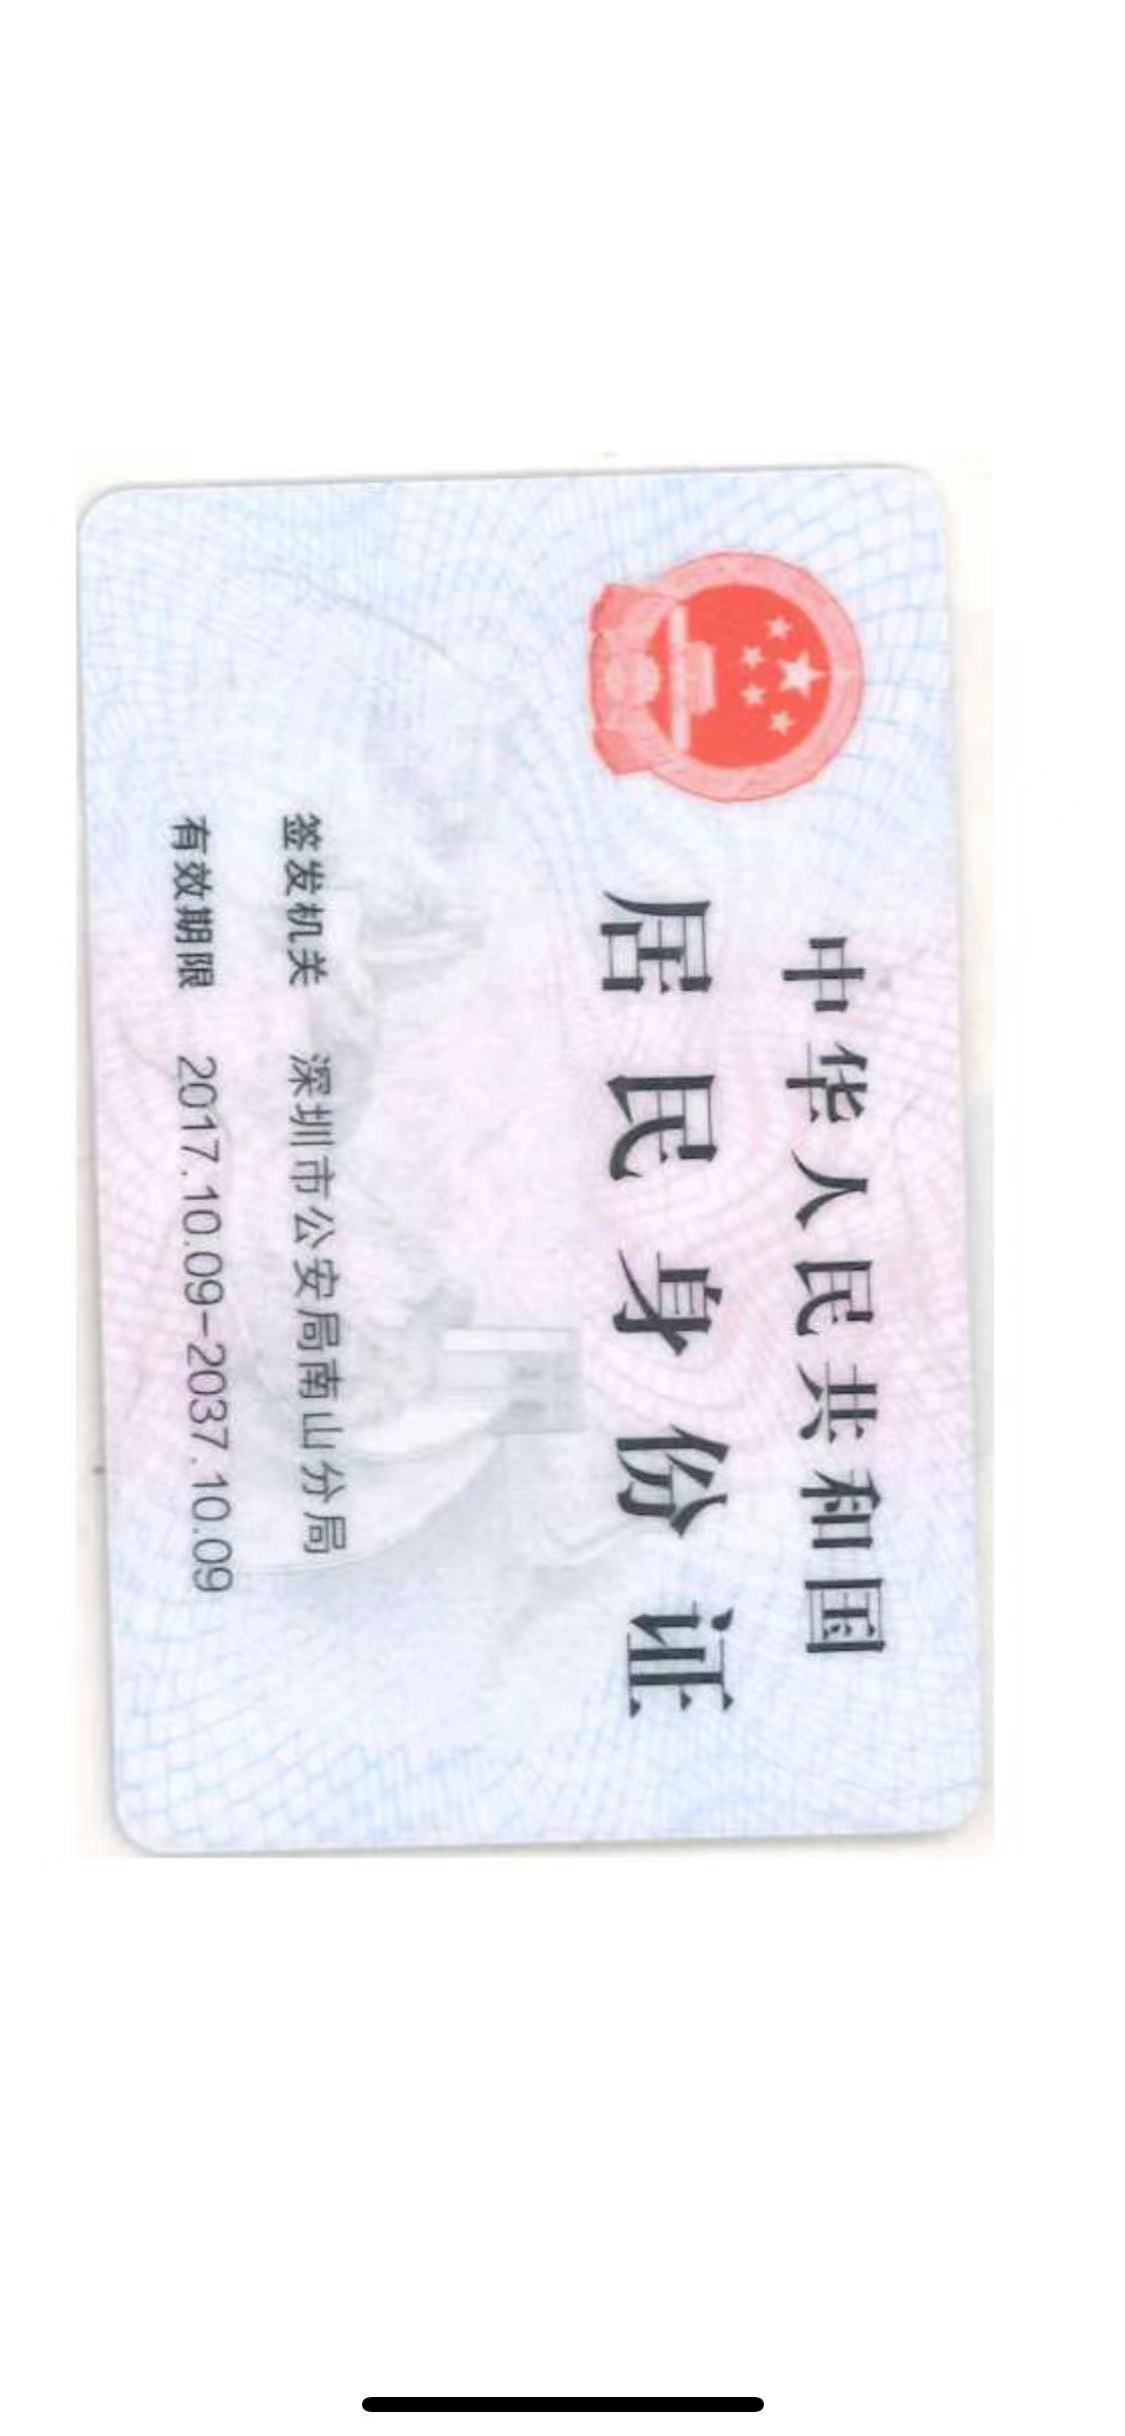 中华人民共和国
居民身份证
签发机关 深圳市公安局南山分局
有效期限 2017.10.09-2037.10.09